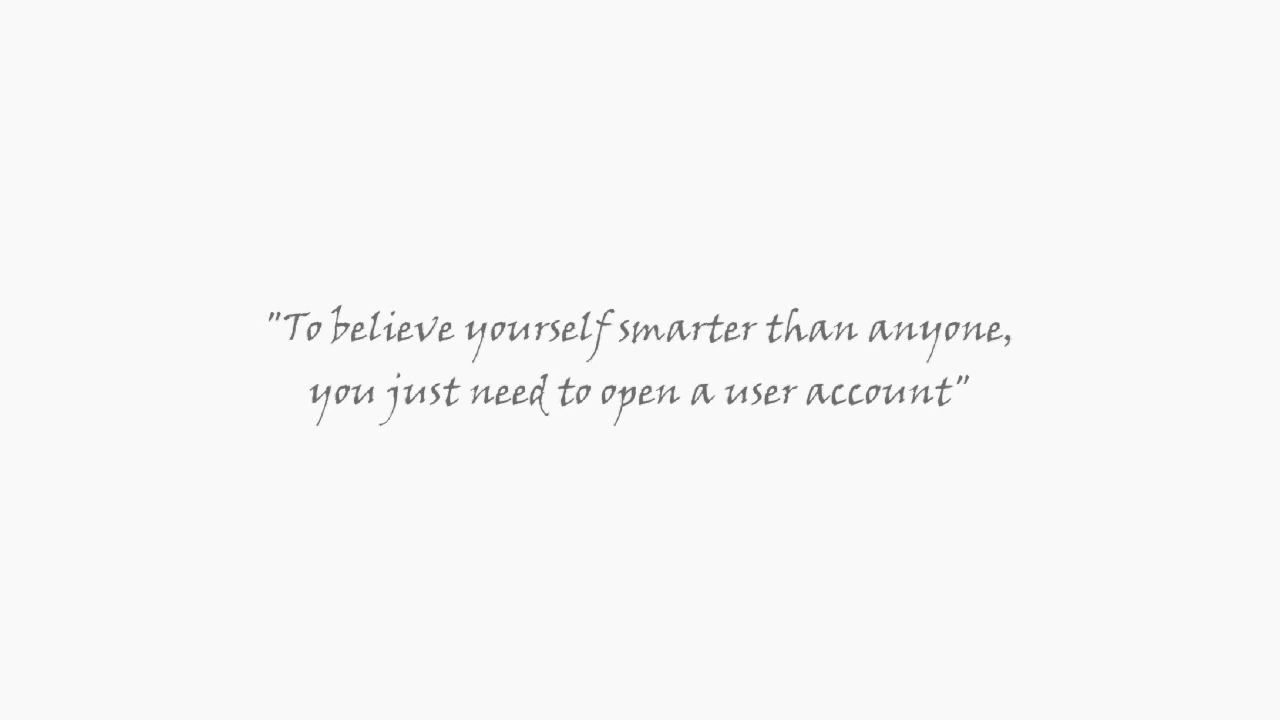 "To believe yourself smarter than anyone,
you just need to open a user account"